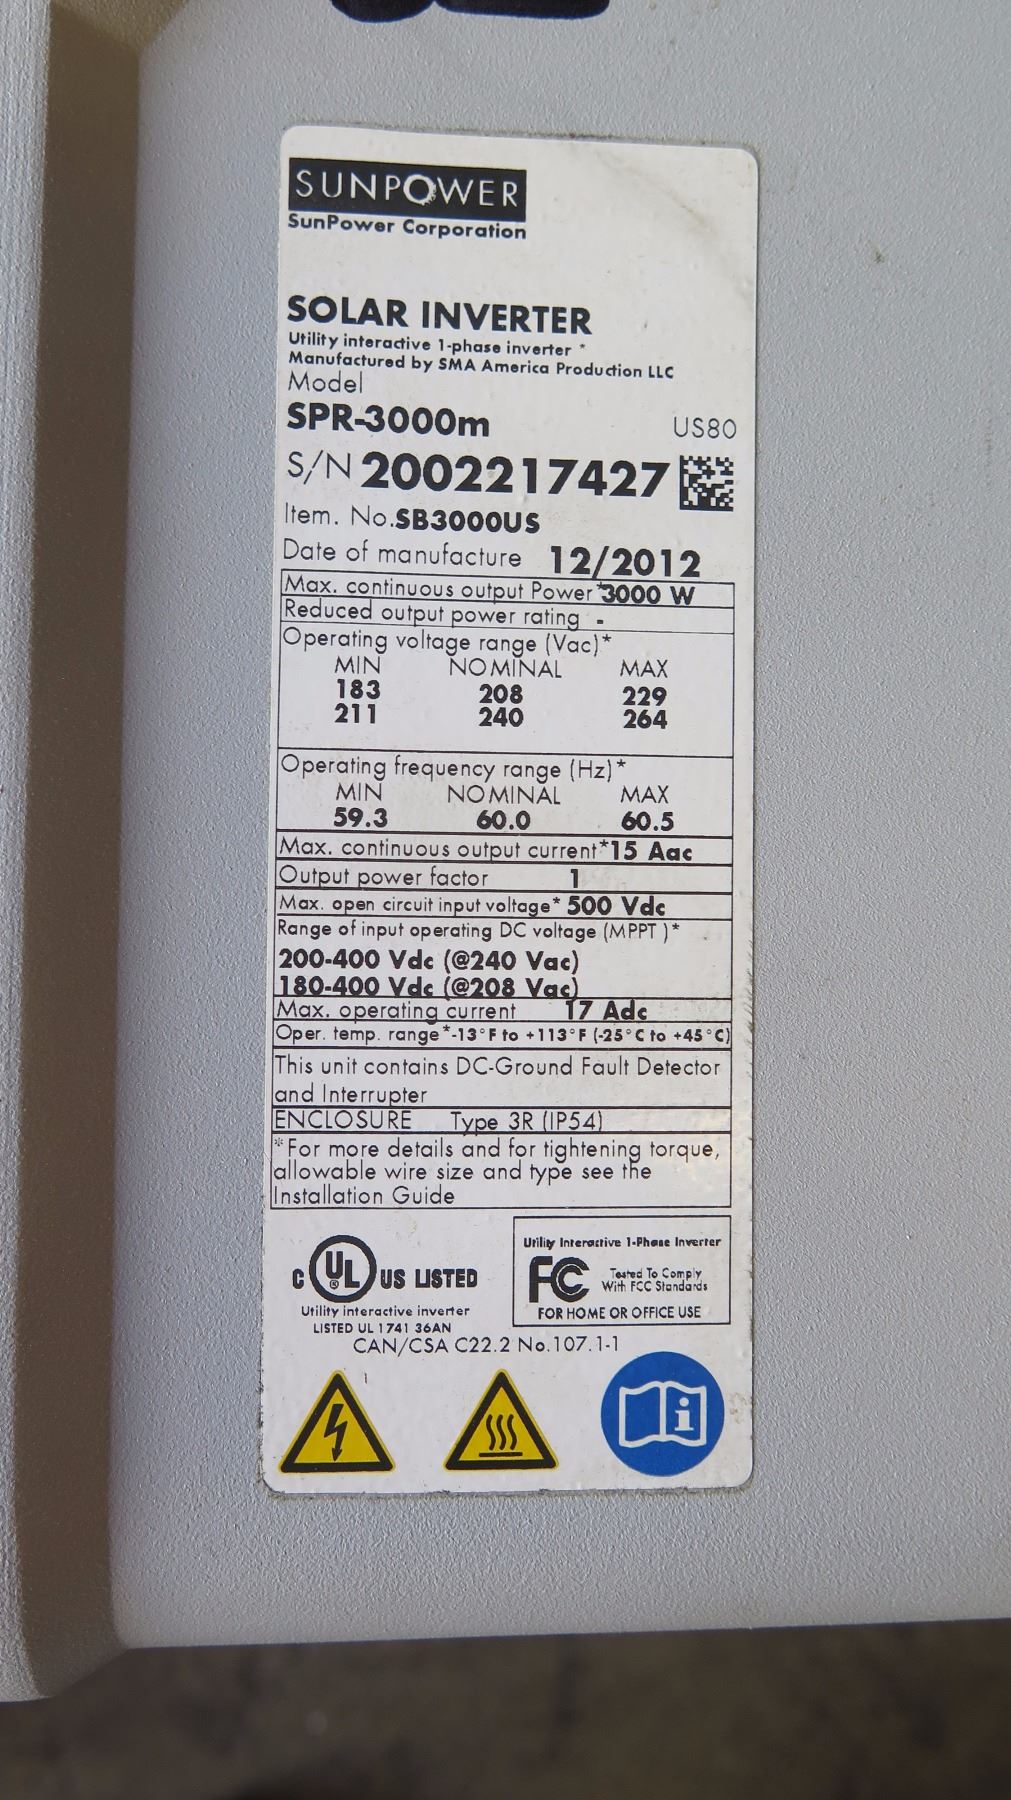 SUNPOWER
SunPower Corporation
SOLAR INVERTER
Utility interactive 1-phase inverter *
Manufactured by SMA America Production LLC
Model
SPR-3000m US80
S/N 2002217427
Item. No.SB3000US
Date of manufacture 12/2012
Max. continuous output Power*3000 W
Reduced output power rating -
Operating voltage range (Vac)*
MIN NOMINAL MAX
183 208 229
211 240 264
Operating frequency range (Hz)*
MIN NOMINAL MAX
59.3 60.0 60.5
Max. continuous output current*15 Aac
Output power factor 1
Max. open circuit input voltage* 500 Vdc
Range of input operating DC voltage (MPPT )*
200-400 Vdc (@240 Vac)
180-400 Vdc (@208 Vac)
Max. operating current 17 Adc
Oper. temp. range*-13°F to +113°F (-25°C to +45°C)
This unit contains DC-Ground Fault Detector
and Interrupter
ENCLOSURE Type 3R (IP54)
*For more details and for tightening torque,
allowable wire size and type see the
Installation Guide
C UL ® US LISTED
Utility interactive inverter
LISTED UL 1741 36AN
CAN/CSA C22.2 No.107.1-1
Utility Interactive 1-Phase Inverter
FC Tested To Comply
With FCC Standards
FOR HOME OR OFFICE USE
i